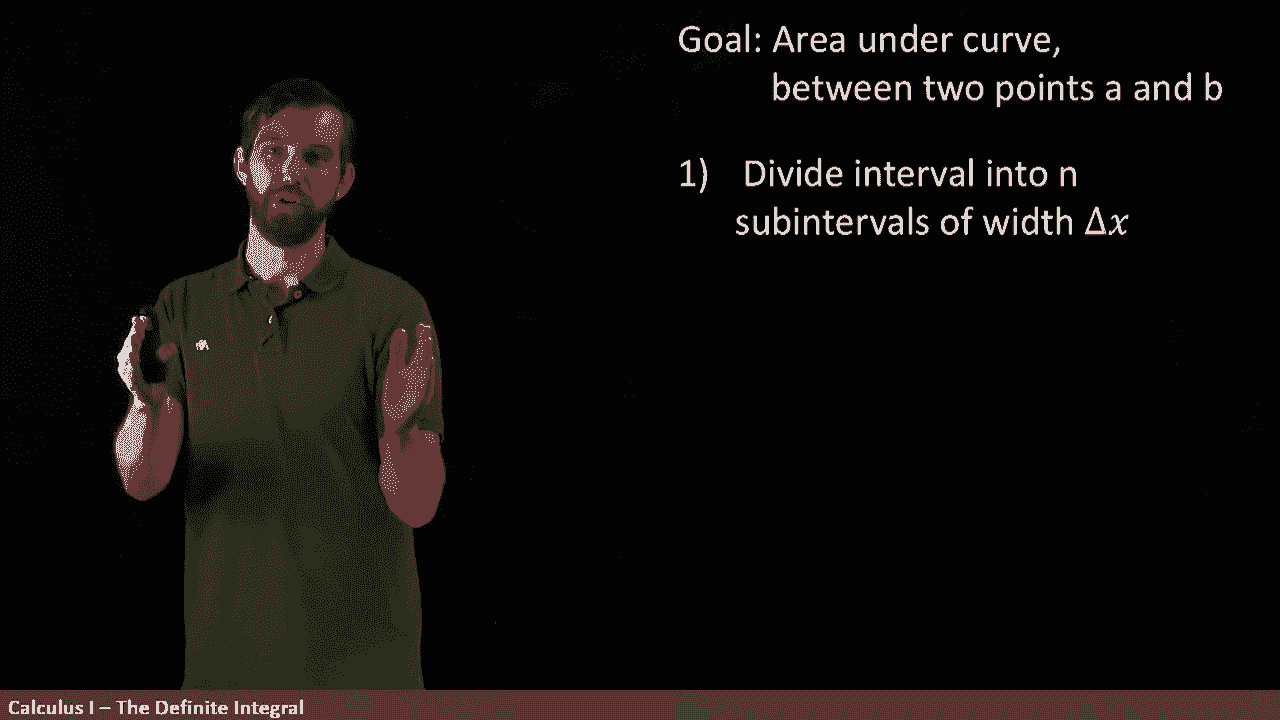 Goal: Area under curve,
between two points a and b
1) Divide interval into n
subintervals of width Δ𝑥
Calculus I – The Definite Integral